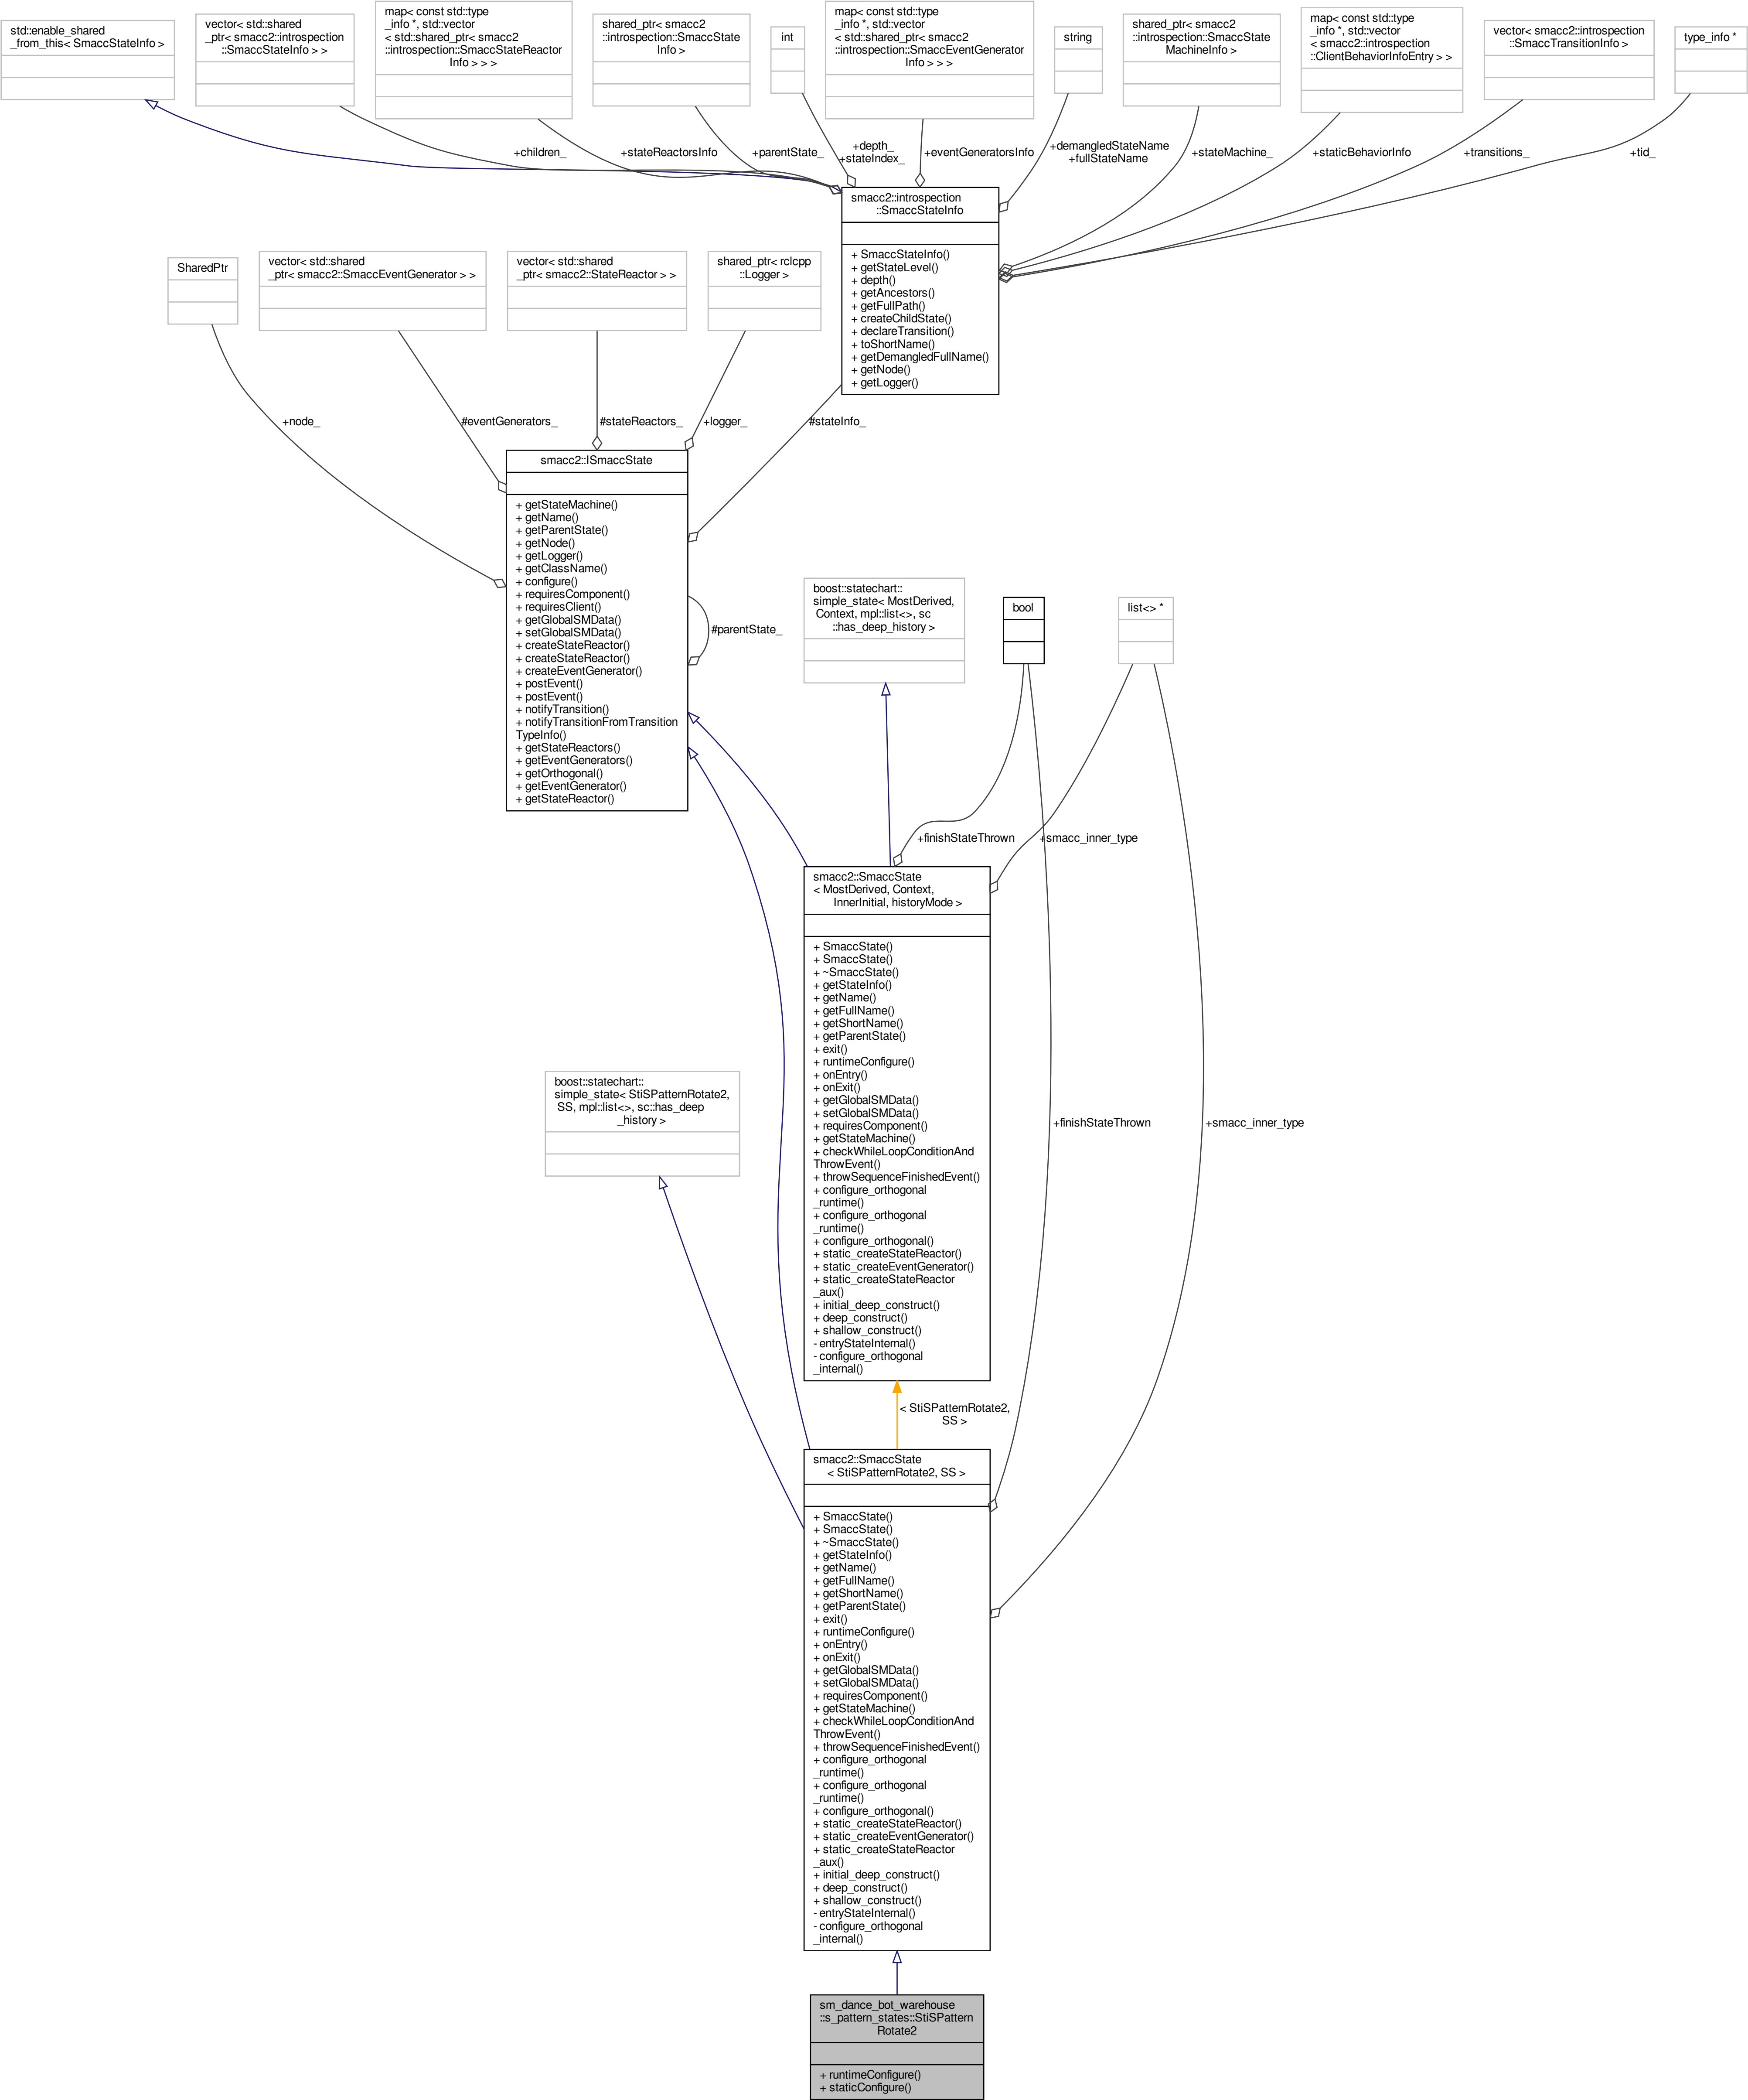 std::enable_shared
_from_this< SmaccStateInfo >
vector< std::shared
_ptr< smacc2::introspection
::SmaccStateInfo > >
map< const std::type
_info *, std::vector
< std::shared_ptr< smacc2
::introspection::SmaccStateReactor
Info > > >
shared_ptr< smacc2
::introspection::SmaccState
Info >
int
map< const std::type
_info *, std::vector
< std::shared_ptr< smacc2
::introspection::SmaccEventGenerator
Info > > >
string
shared_ptr< smacc2
::introspection::SmaccState
MachineInfo >
map< const std::type
_info *, std::vector
< smacc2::introspection
::ClientBehaviorInfoEntry > >
vector< smacc2::introspection
::SmaccTransitionInfo >
type_info *
+children_
+stateReactorsInfo
+parentState_
+depth_
+stateIndex_
+eventGeneratorsInfo
+demangledStateName
+fullStateName
+stateMachine_
+staticBehaviorInfo
+transitions_
+tid_
smacc2::introspection
::SmaccStateInfo
+ SmaccStateInfo()
+ getStateLevel()
+ depth()
+ getAncestors()
+ getFullPath()
+ createChildState()
+ declareTransition()
+ toShortName()
+ getDemangledFullName()
+ getNode()
+ getLogger()
SharedPtr
vector< std::shared
_ptr< smacc2::SmaccEventGenerator > >
vector< std::shared
_ptr< smacc2::StateReactor > >
shared_ptr< rclcpp
::Logger >
+node_
#eventGenerators_
#stateReactors_
+logger_
#stateInfo_
smacc2::ISmaccState
+ getStateMachine()
+ getName()
+ getParentState()
+ getNode()
+ getLogger()
+ getClassName()
+ configure()
+ requiresComponent()
+ requiresClient()
+ getGlobalSMData()
+ setGlobalSMData()
+ createStateReactor()
+ createStateReactor()
+ createEventGenerator()
+ postEvent()
+ postEvent()
+ notifyTransition()
+ notifyTransitionFromTransition
TypeInfo()
+ getStateReactors()
+ getEventGenerators()
+ getOrthogonal()
+ getEventGenerator()
+ getStateReactor()
#parentState_
boost::statechart::
simple_state< MostDerived,
Context, mpl::list<>, sc
::has_deep_history >
bool
list<> *
+finishStateThrown
+smacc_inner_type
smacc2::SmaccState
< MostDerived, Context,
InnerInitial, historyMode >
+ SmaccState()
+ SmaccState()
+ ~SmaccState()
+ getStateInfo()
+ getName()
+ getFullName()
+ getShortName()
+ getParentState()
+ exit()
+ runtimeConfigure()
+ onEntry()
+ onExit()
+ getGlobalSMData()
+ setGlobalSMData()
+ requiresComponent()
+ getStateMachine()
+ checkWhileLoopConditionAnd
ThrowEvent()
+ throwSequenceFinishedEvent()
+ configure_orthogonal
_runtime()
+ configure_orthogonal
_runtime()
+ configure_orthogonal()
+ static_createStateReactor()
+ static_createEventGenerator()
+ static_createStateReactor
_aux()
+ initial_deep_construct()
+ deep_construct()
+ shallow_construct()
- entryStateInternal()
- configure_orthogonal
_internal()
boost::statechart::
simple_state< StiSPatternRotate2,
SS, mpl::list<>, sc::has_deep
_history >
+finishStateThrown
+smacc_inner_type
< StiSPatternRotate2,
SS >
smacc2::SmaccState
< StiSPatternRotate2, SS >
+ SmaccState()
+ SmaccState()
+ ~SmaccState()
+ getStateInfo()
+ getName()
+ getFullName()
+ getShortName()
+ getParentState()
+ exit()
+ runtimeConfigure()
+ onEntry()
+ onExit()
+ getGlobalSMData()
+ setGlobalSMData()
+ requiresComponent()
+ getStateMachine()
+ checkWhileLoopConditionAnd
ThrowEvent()
+ throwSequenceFinishedEvent()
+ configure_orthogonal
_runtime()
+ configure_orthogonal
_runtime()
+ configure_orthogonal()
+ static_createStateReactor()
+ static_createEventGenerator()
+ static_createStateReactor
_aux()
+ initial_deep_construct()
+ deep_construct()
+ shallow_construct()
- entryStateInternal()
- configure_orthogonal
_internal()
sm_dance_bot_warehouse
::s_pattern_states::StiSPattern
Rotate2
+ runtimeConfigure()
+ staticConfigure()